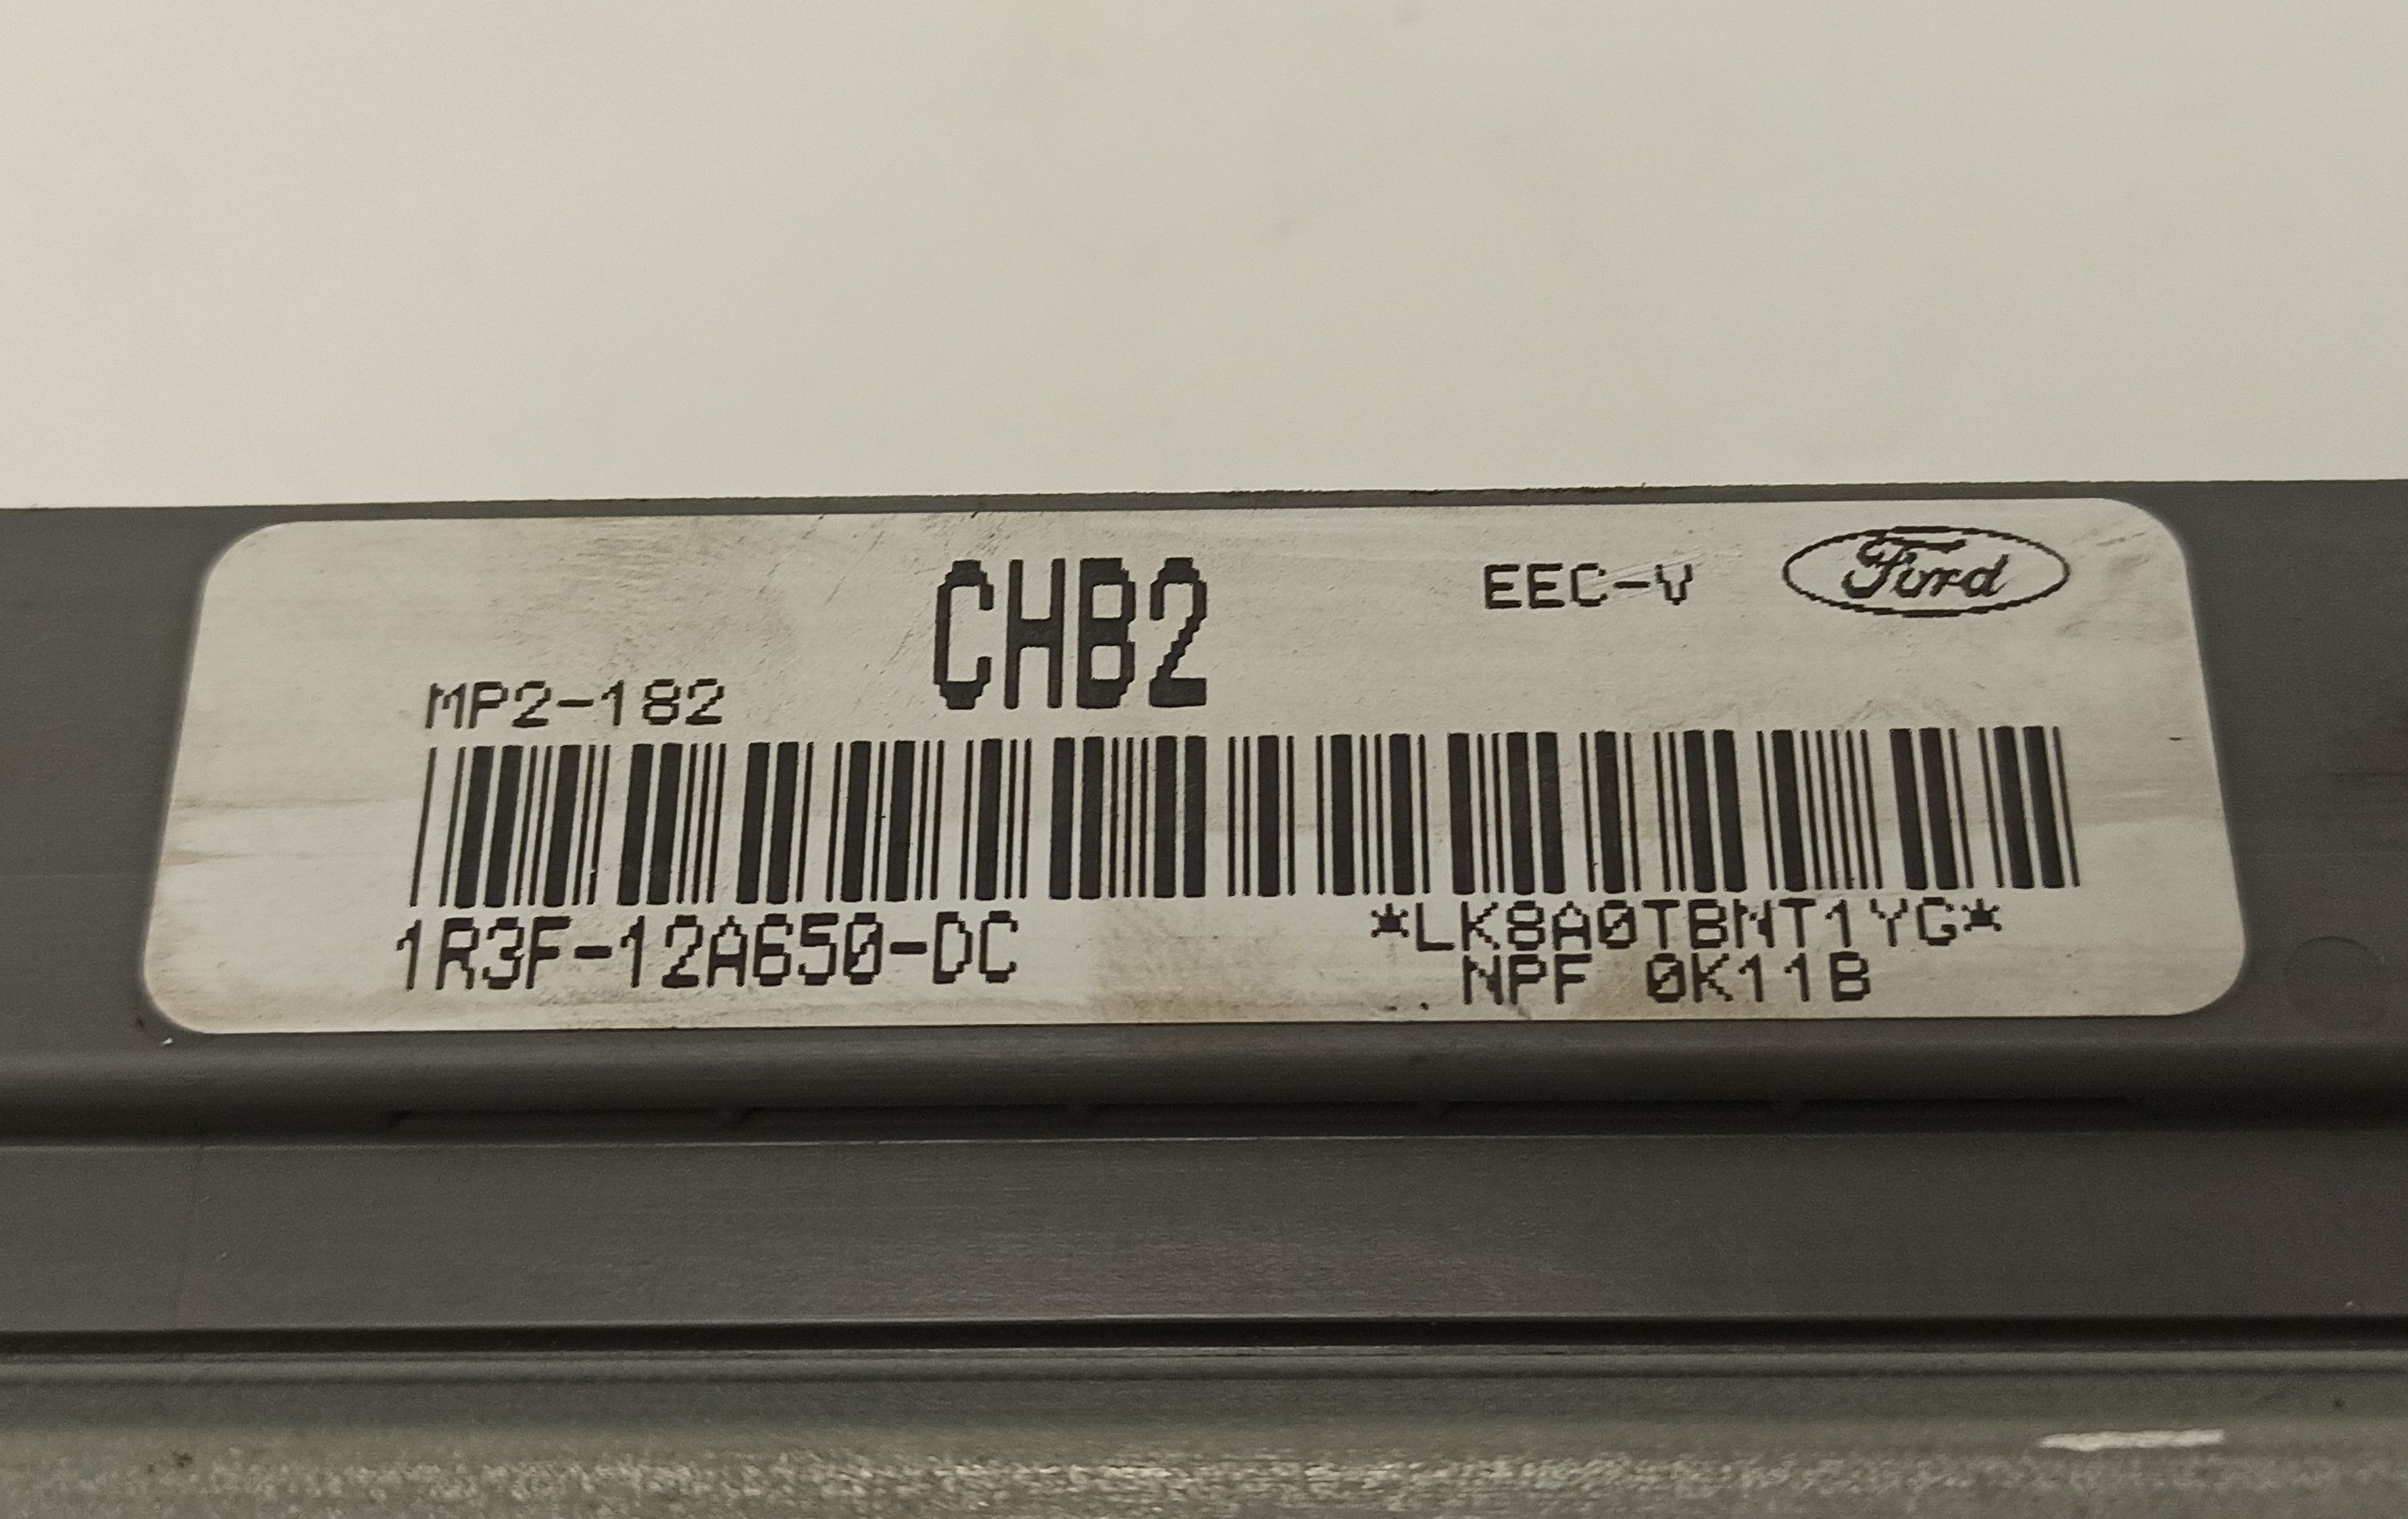 CHB2
EEC-V
Ford
MP2-182
1R3F-12A650-DC
*LK8A0TBNT1YG*
NPF 0K11B